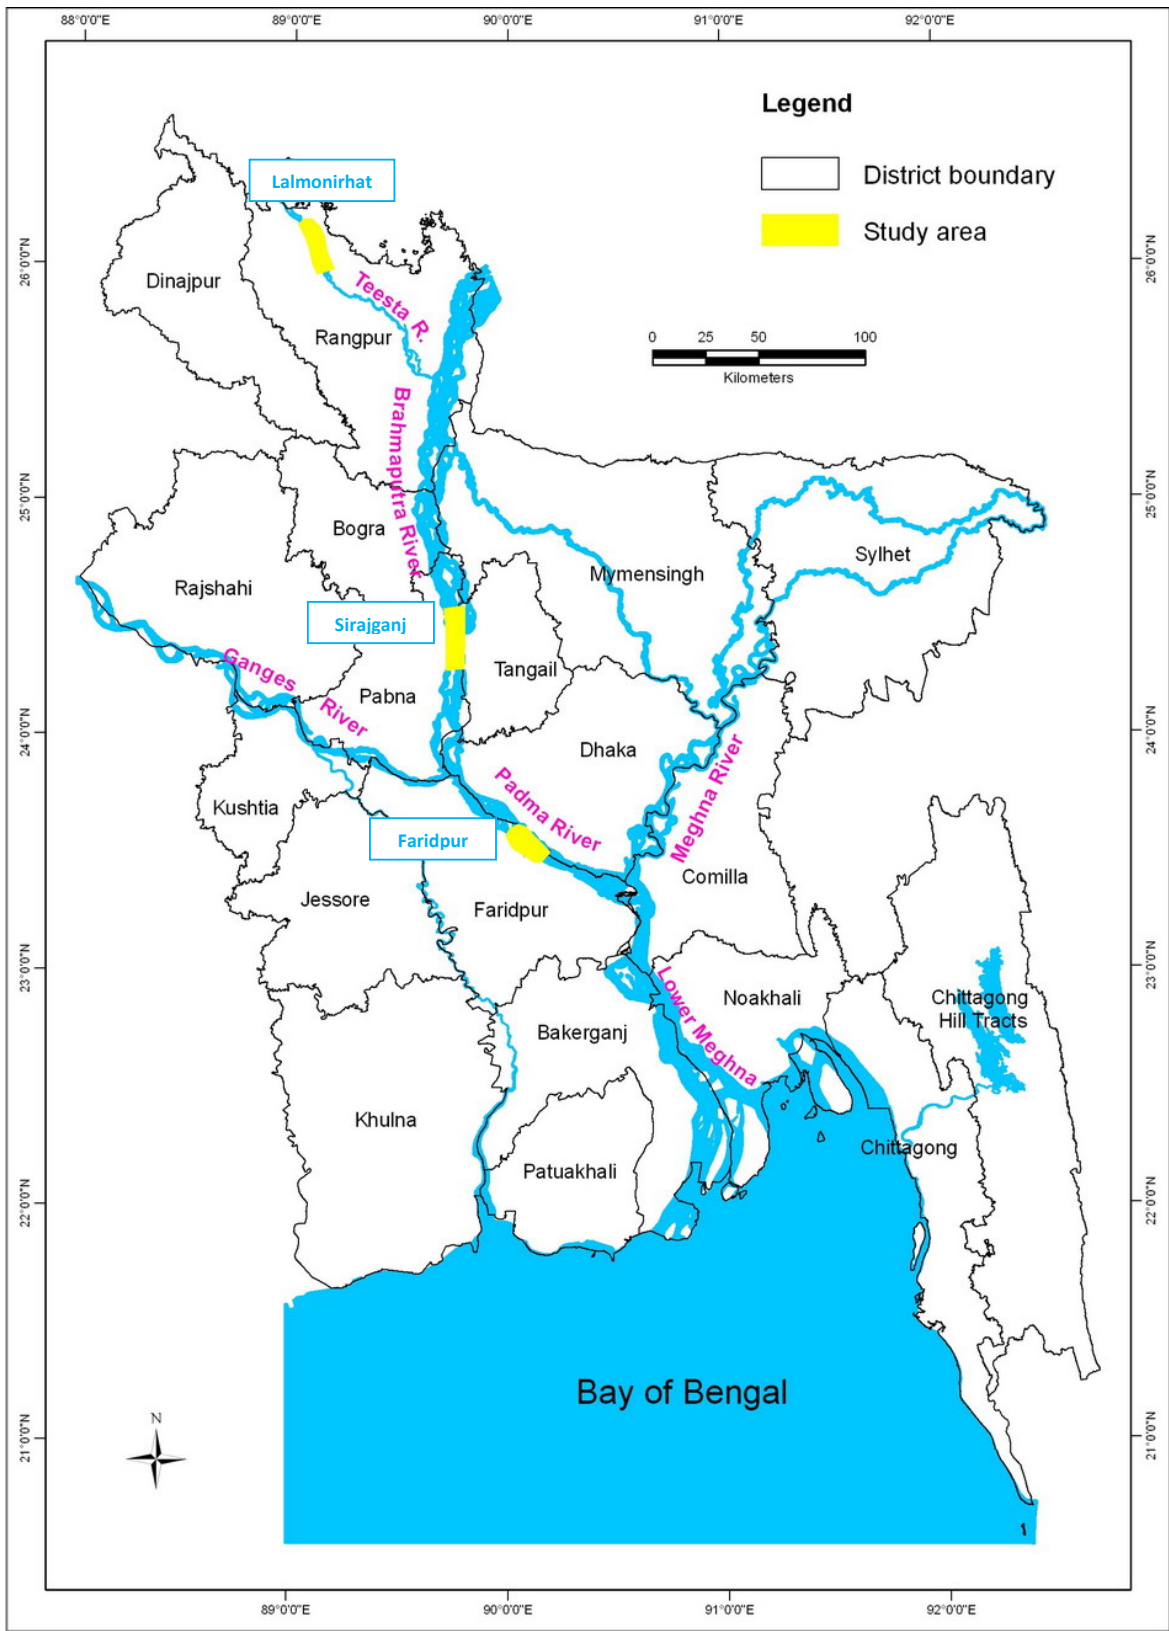 88°0'0"E
89°0'0"E
90°0'0"E
91°0'0"E
92°0'0"E
Legend
District boundary
Study area
0
25
50
100
Kilometers
Lalmonirhat
26°0'0"N
26°0'0"N
Dinajpur
Teesta R.
Rangpur
Brahmaputra River
25°0'0"N
25°0'0"N
Bogra
Sylhet
Mymensingh
Rajshahi
Sirajganj
Ganges River
Tangail
Pabna
24°0'0"N
24°0'0"N
Dhaka
Padma River
Meghna River
Kushtia
Faridpur
Comilla
Jessore
Faridpur
23°0'0"N
23°0'0"N
Lower Meghna
Noakhali
Chittagong
Hill Tracts
Bakerganj
Khulna
Chittagong
Patuakhali
22°0'0"N
22°0'0"N
Bay of Bengal
N
21°0'0"N
21°0'0"N
89°0'0"E
90°0'0"E
91°0'0"E
92°0'0"E